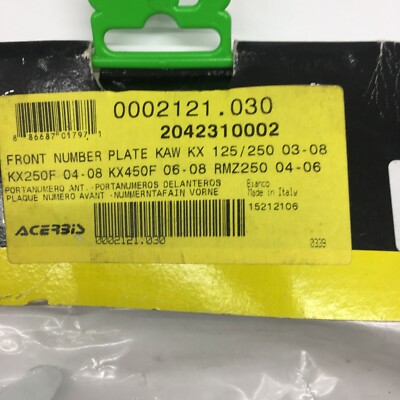 0002121.030
2042310002
8 86687 01797 1
FRONT NUMBER PLATE KAW KX 125/250 03-08
KX250F 04-08 KX450F 06-08 RMZ250 04-06
PORTANUMERO ANT.-PORTANUMEROS DELANTEROS
PLAQUE NUMERO AVANT -NUMMERNTAFAIN VORNE
Bianco
Made in Italy
15212106
ACERBIS
0002121.030
0339